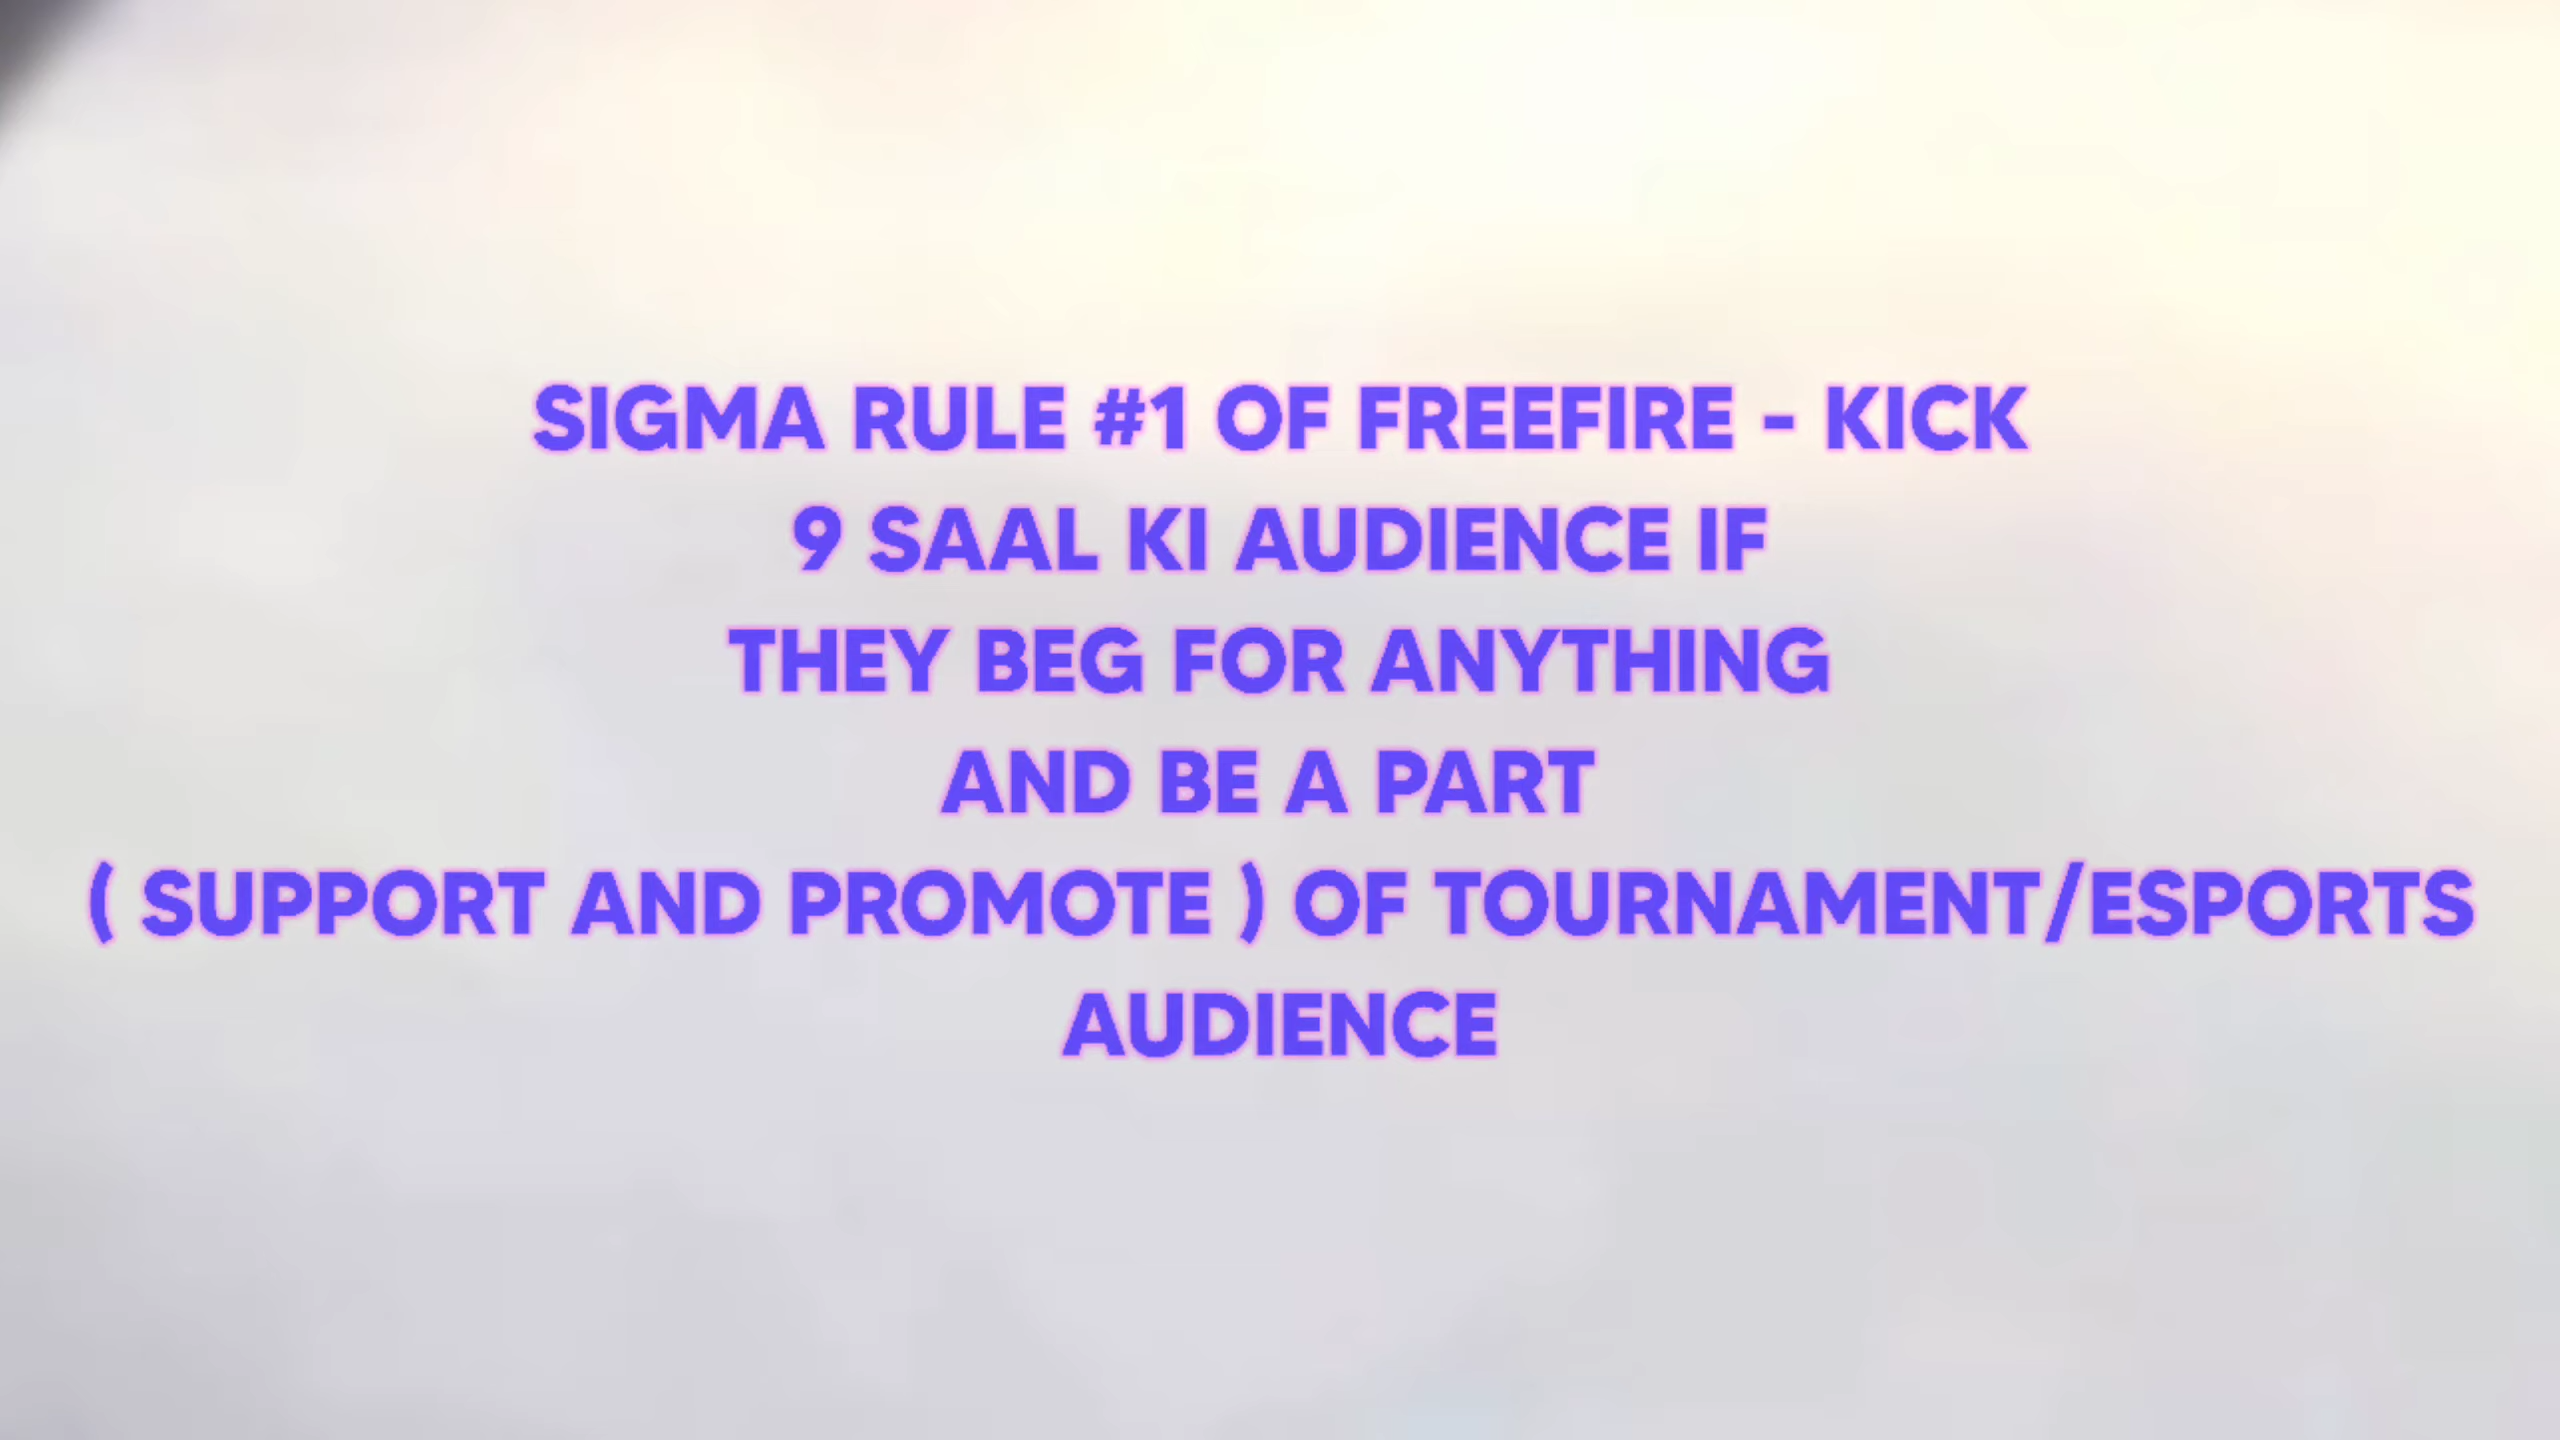 SIGMA RULE #1 OF FREEFIRE - KICK
9 SAAL KI AUDIENCE IF
THEY BEG FOR ANYTHING
AND BE A PART
( SUPPORT AND PROMOTE ) OF TOURNAMENT/ESPORTS
AUDIENCE